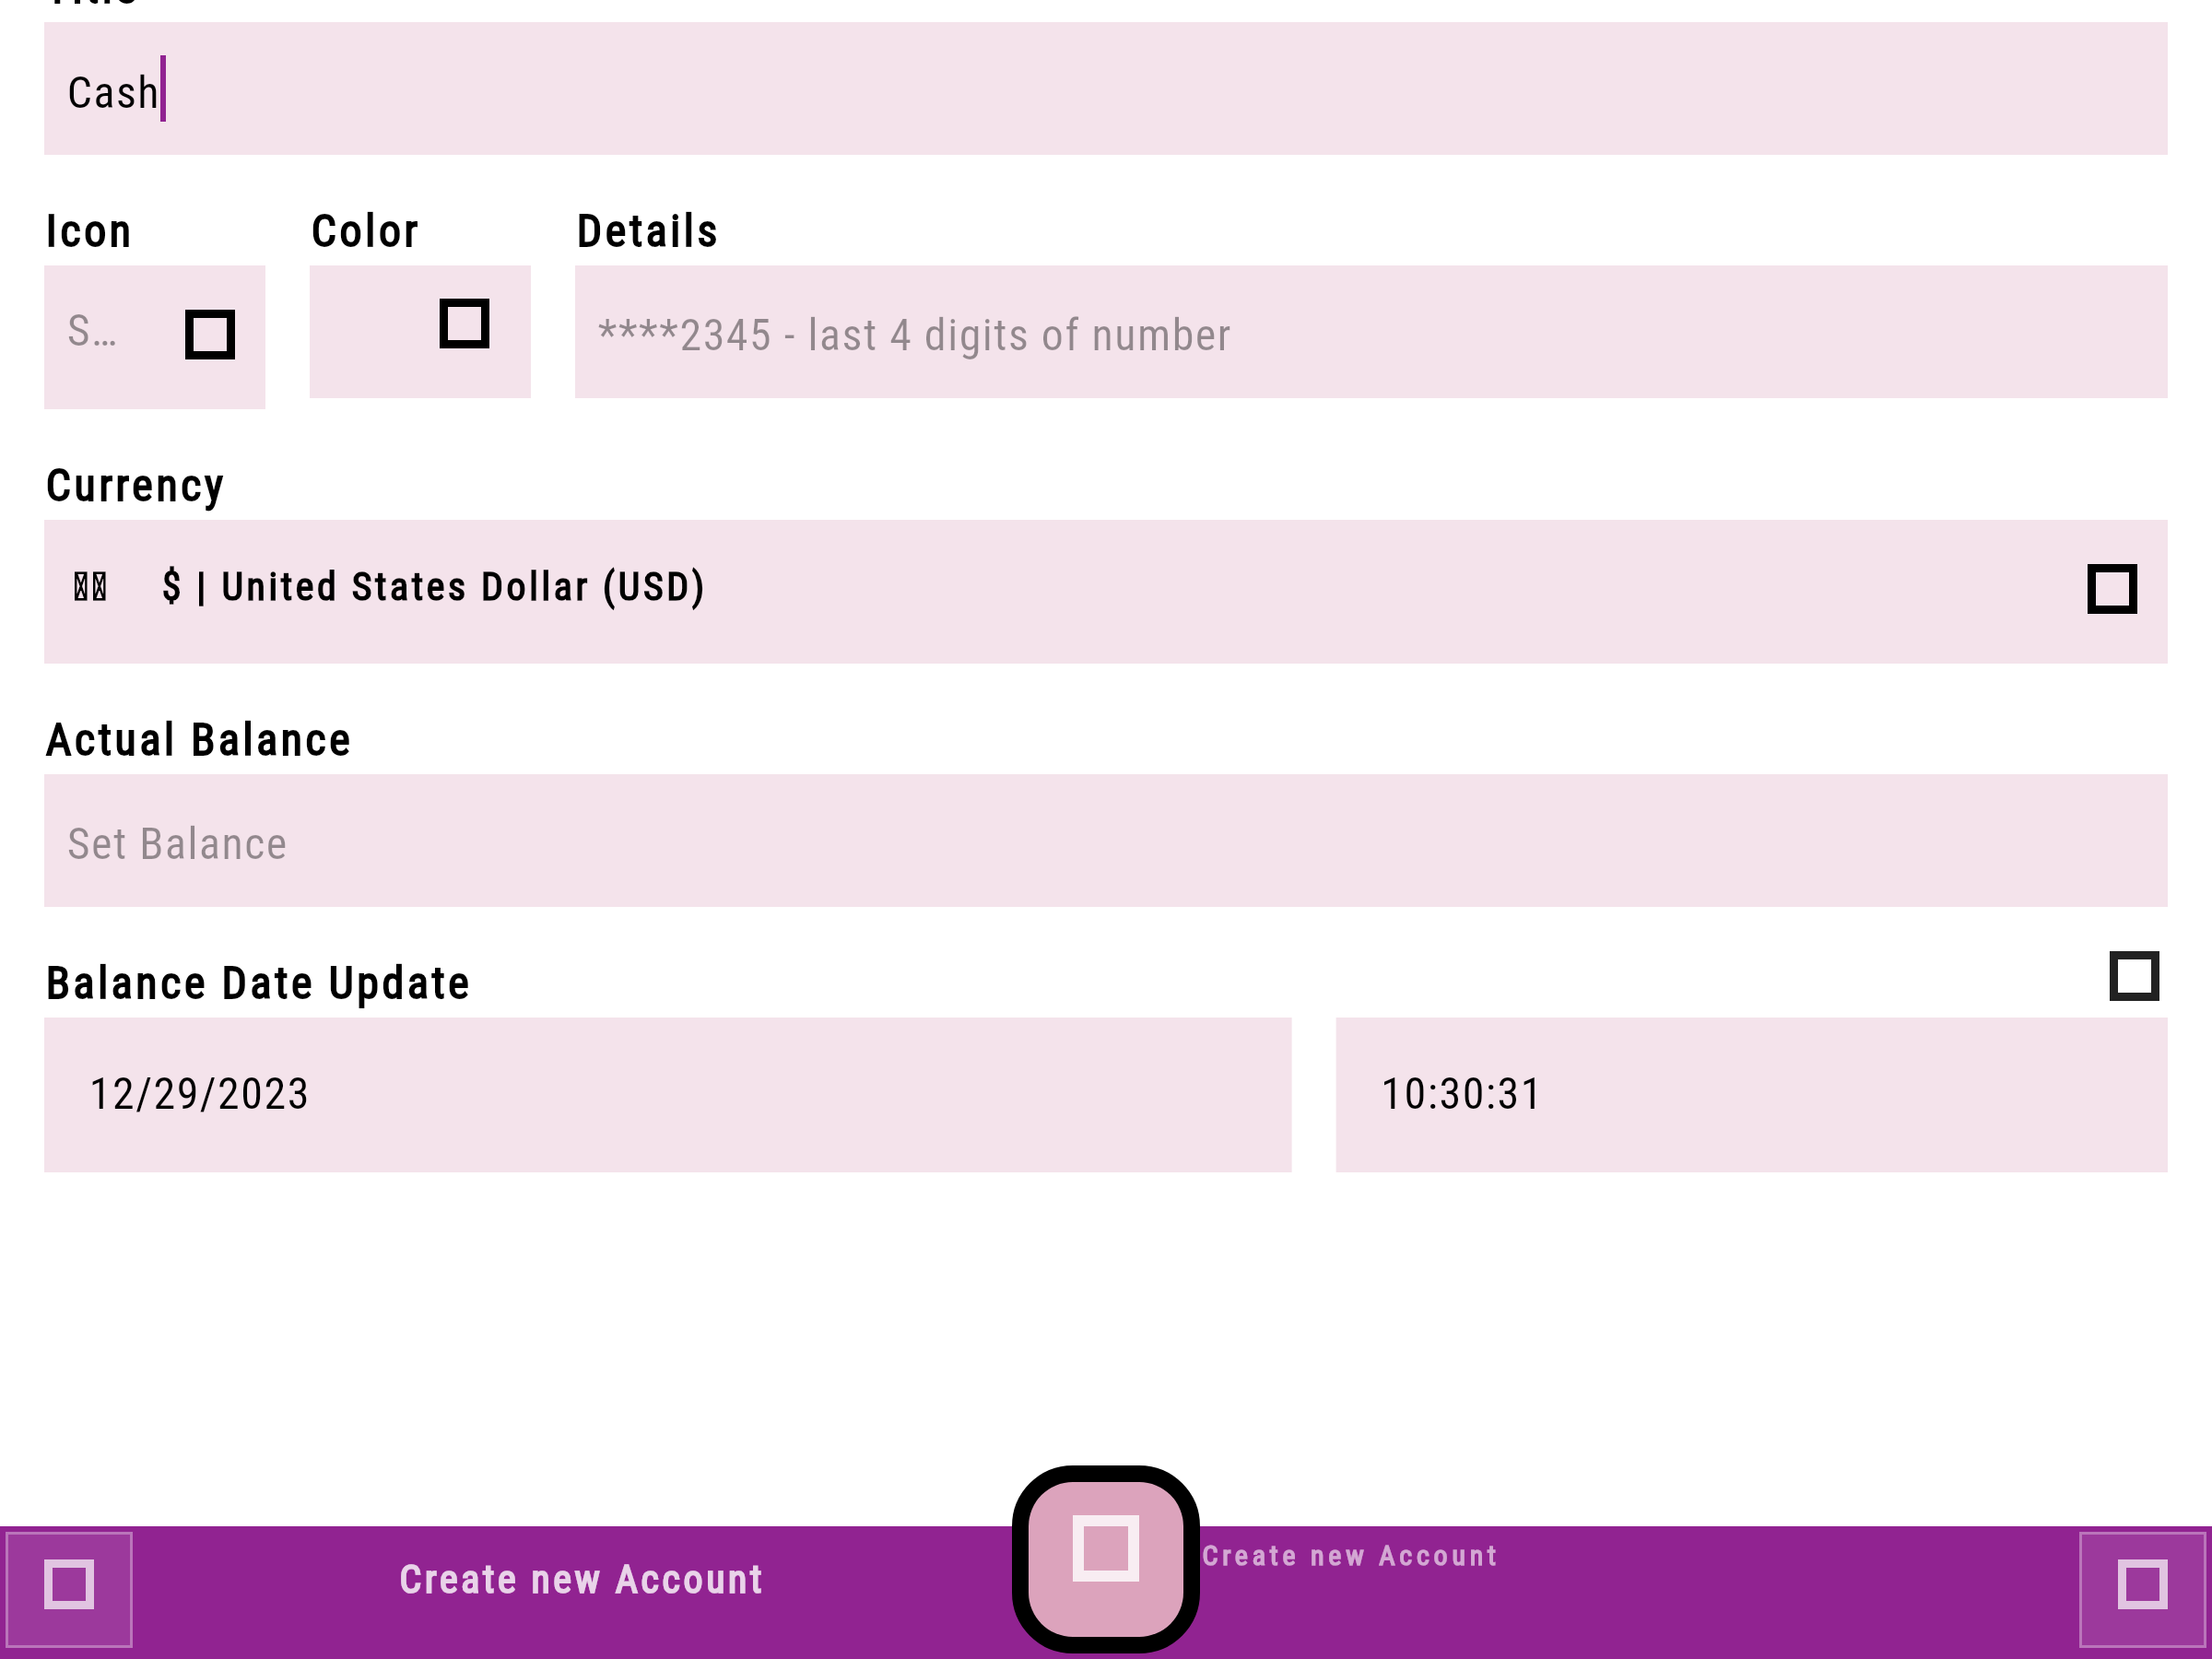 Title
Cash
Icon Color Details
S… ****2345 - last 4 digits of number
Currency
$ | United States Dollar (USD)
Actual Balance
Set Balance
Balance Date Update
12/29/2023 10:30:31
Create new Account Create new Account